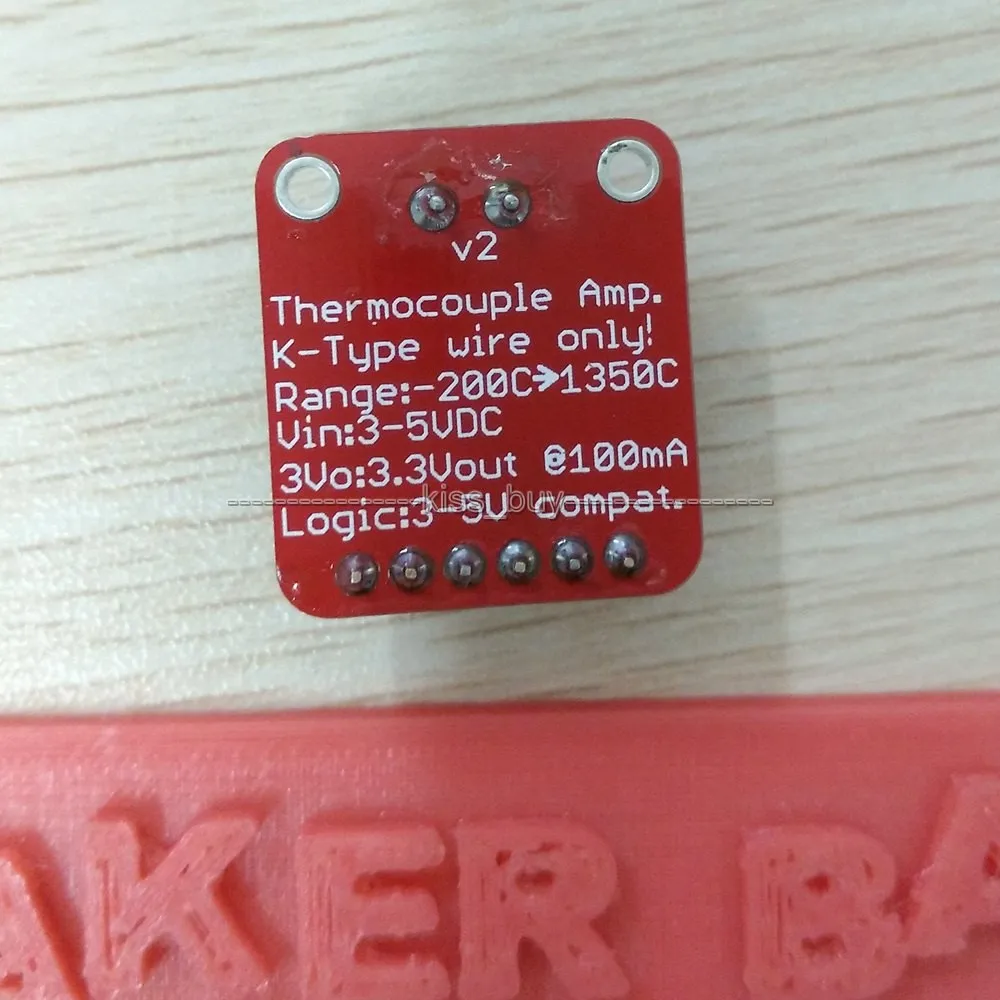 v2
Thermocouple Amp.
K-Type wire only!
Range:-200C➔1350C
Vin:3-5VDC
3Vo:3.3Vout @100mA
kiss_buy
Logic:3-5V compat.
AKER BA